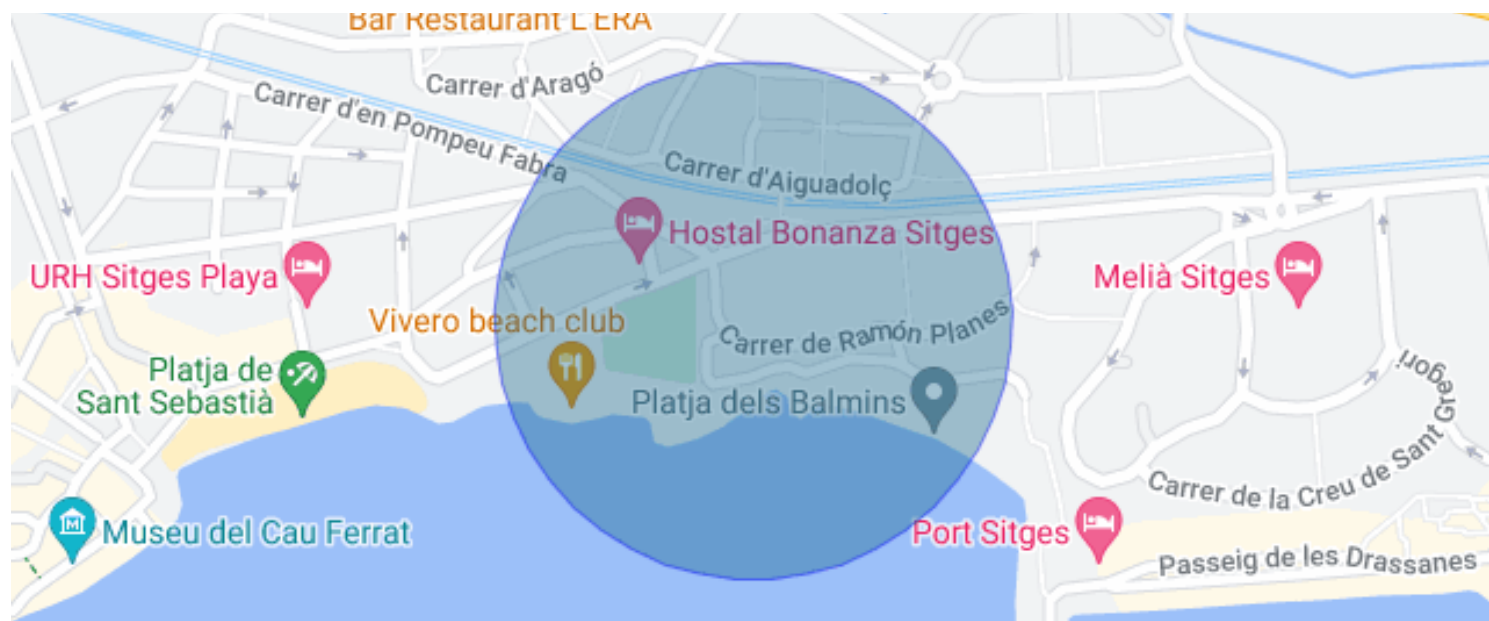 Bar Restaurant L'ERA
Carrer d'Aragó
Carrer d'en Pompeu Fabra
Carrer d'Aiguadolç
Hostal Bonanza Sitges
URH Sitges Playa
Melià Sitges
Vivero beach club
Carrer de Ramón Planes
Platja de
Sant Sebastià
Platja dels Balmins
Carrer de la Creu de Sant Gregori
Museu del Cau Ferrat
M
Port Sitges
Passeig de les Drassanes